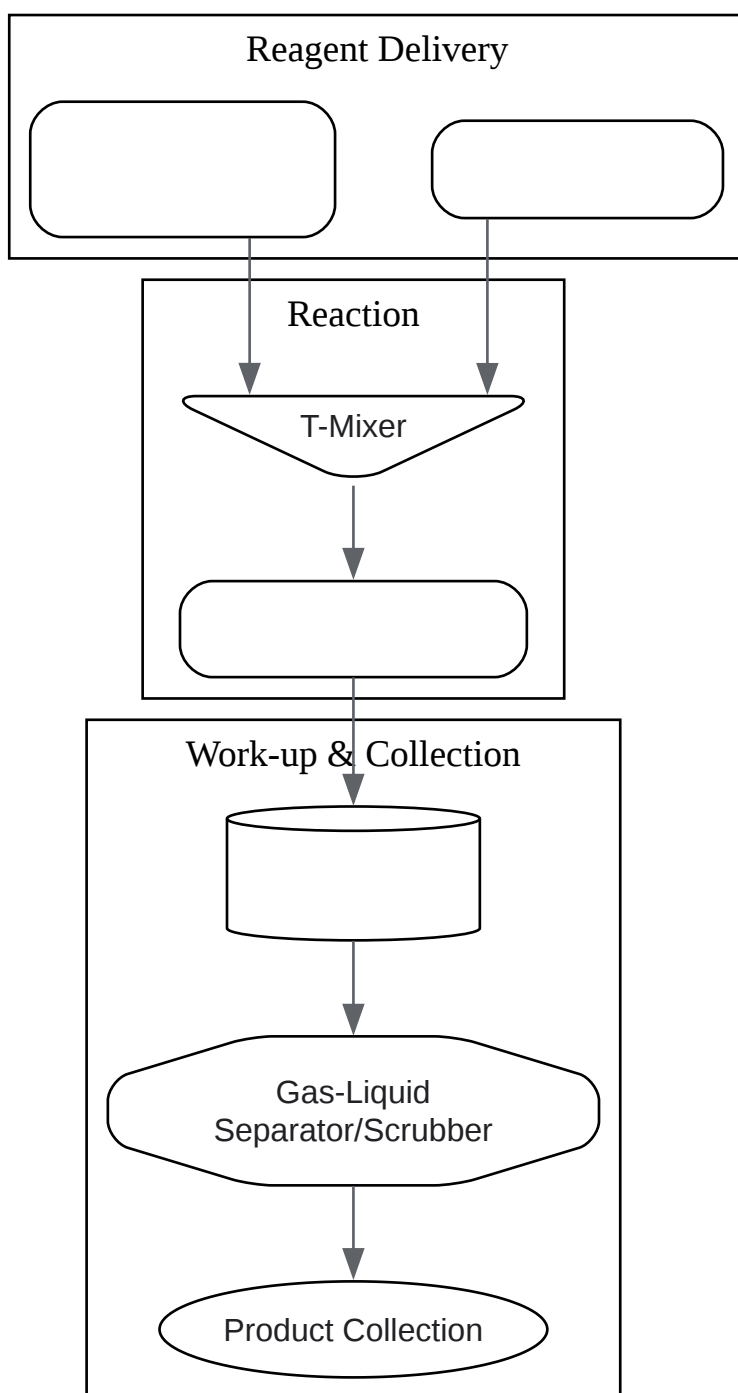 Reagent Delivery
Reaction
T-Mixer
Work-up & Collection
Gas-Liquid
Separator/Scrubber
Product Collection